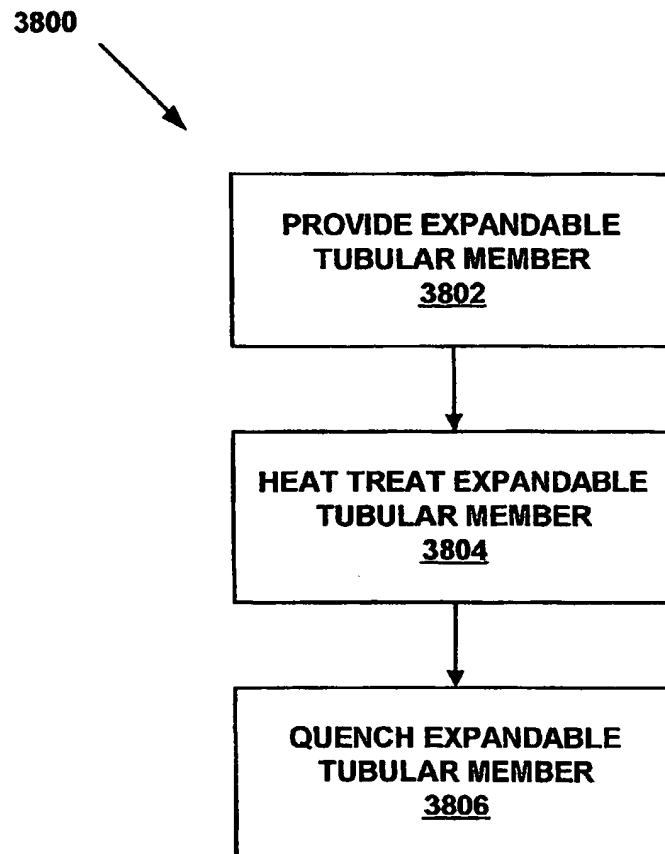 3800
PROVIDE EXPANDABLE
TUBULAR MEMBER
3802
HEAT TREAT EXPANDABLE
TUBULAR MEMBER
3804
QUENCH EXPANDABLE
TUBULAR MEMBER
3806